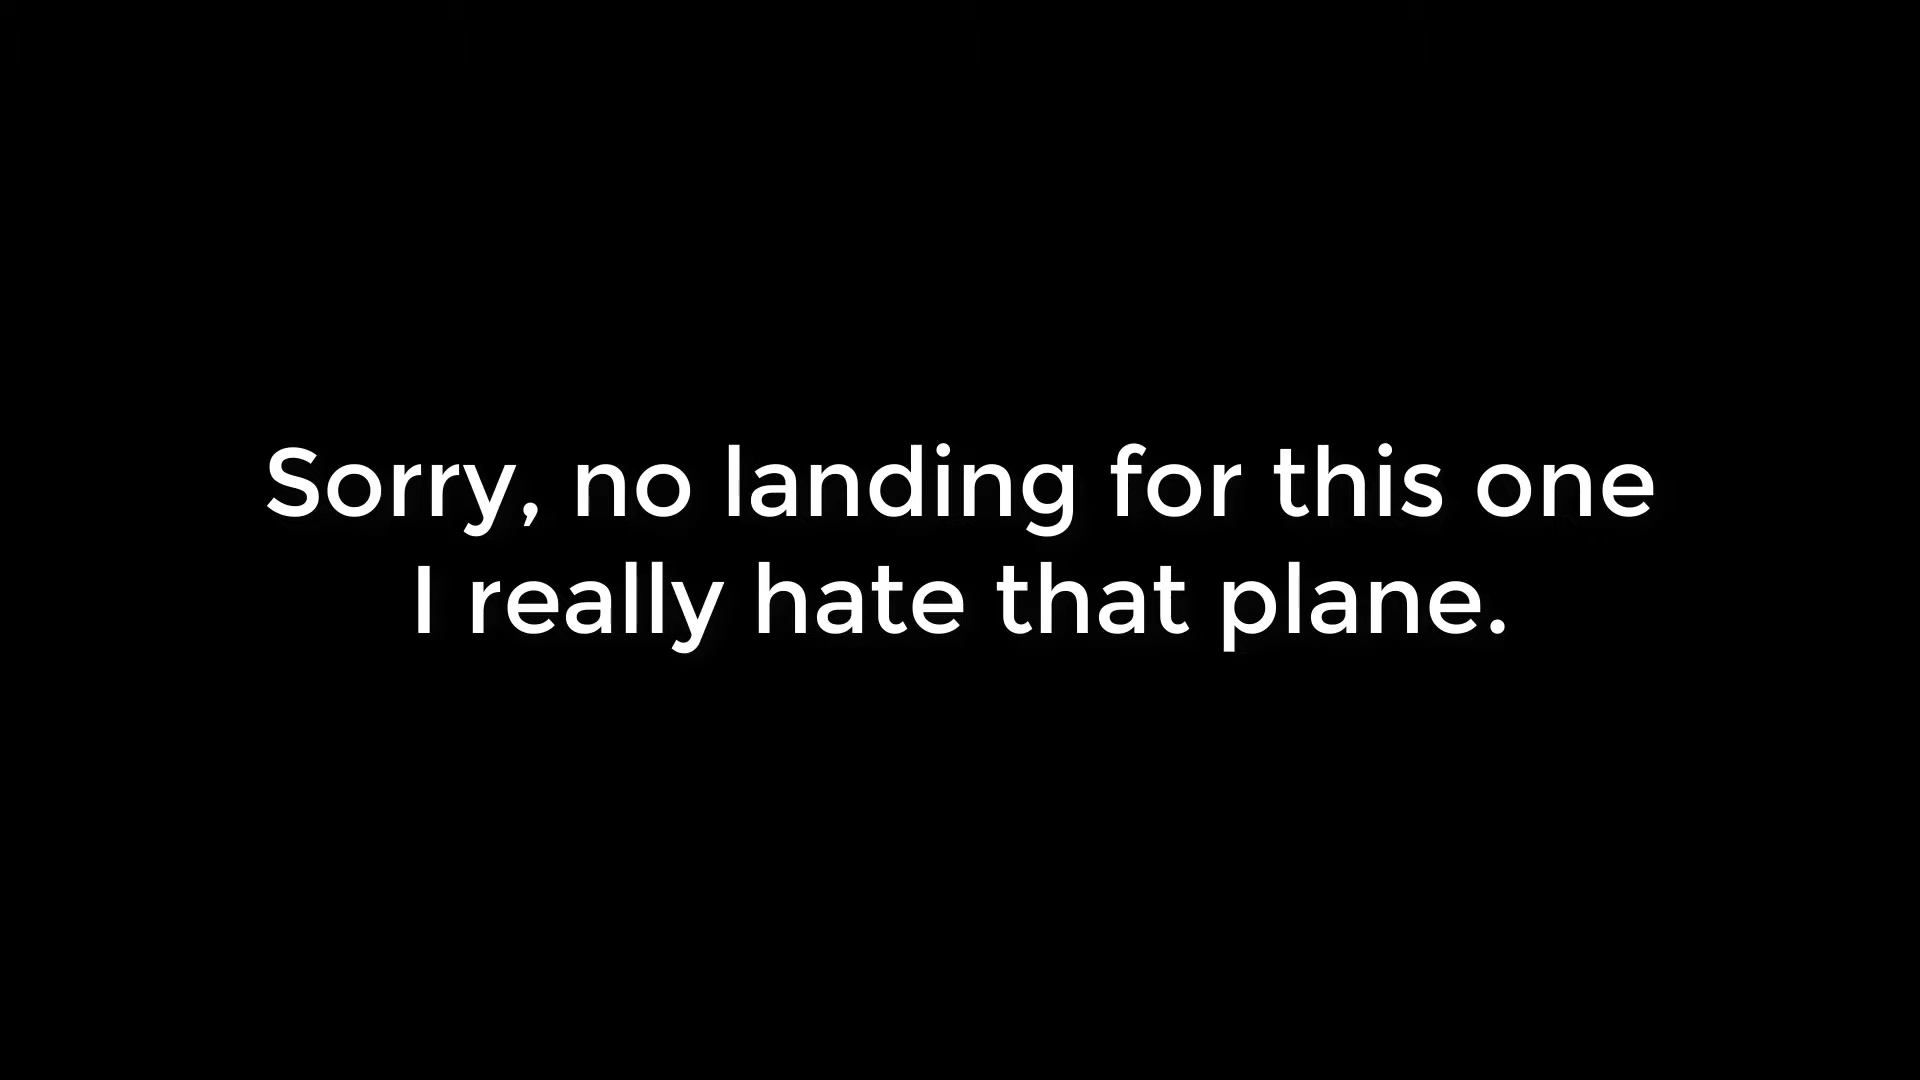 Sorry, no landing for this one
I really hate that plane.